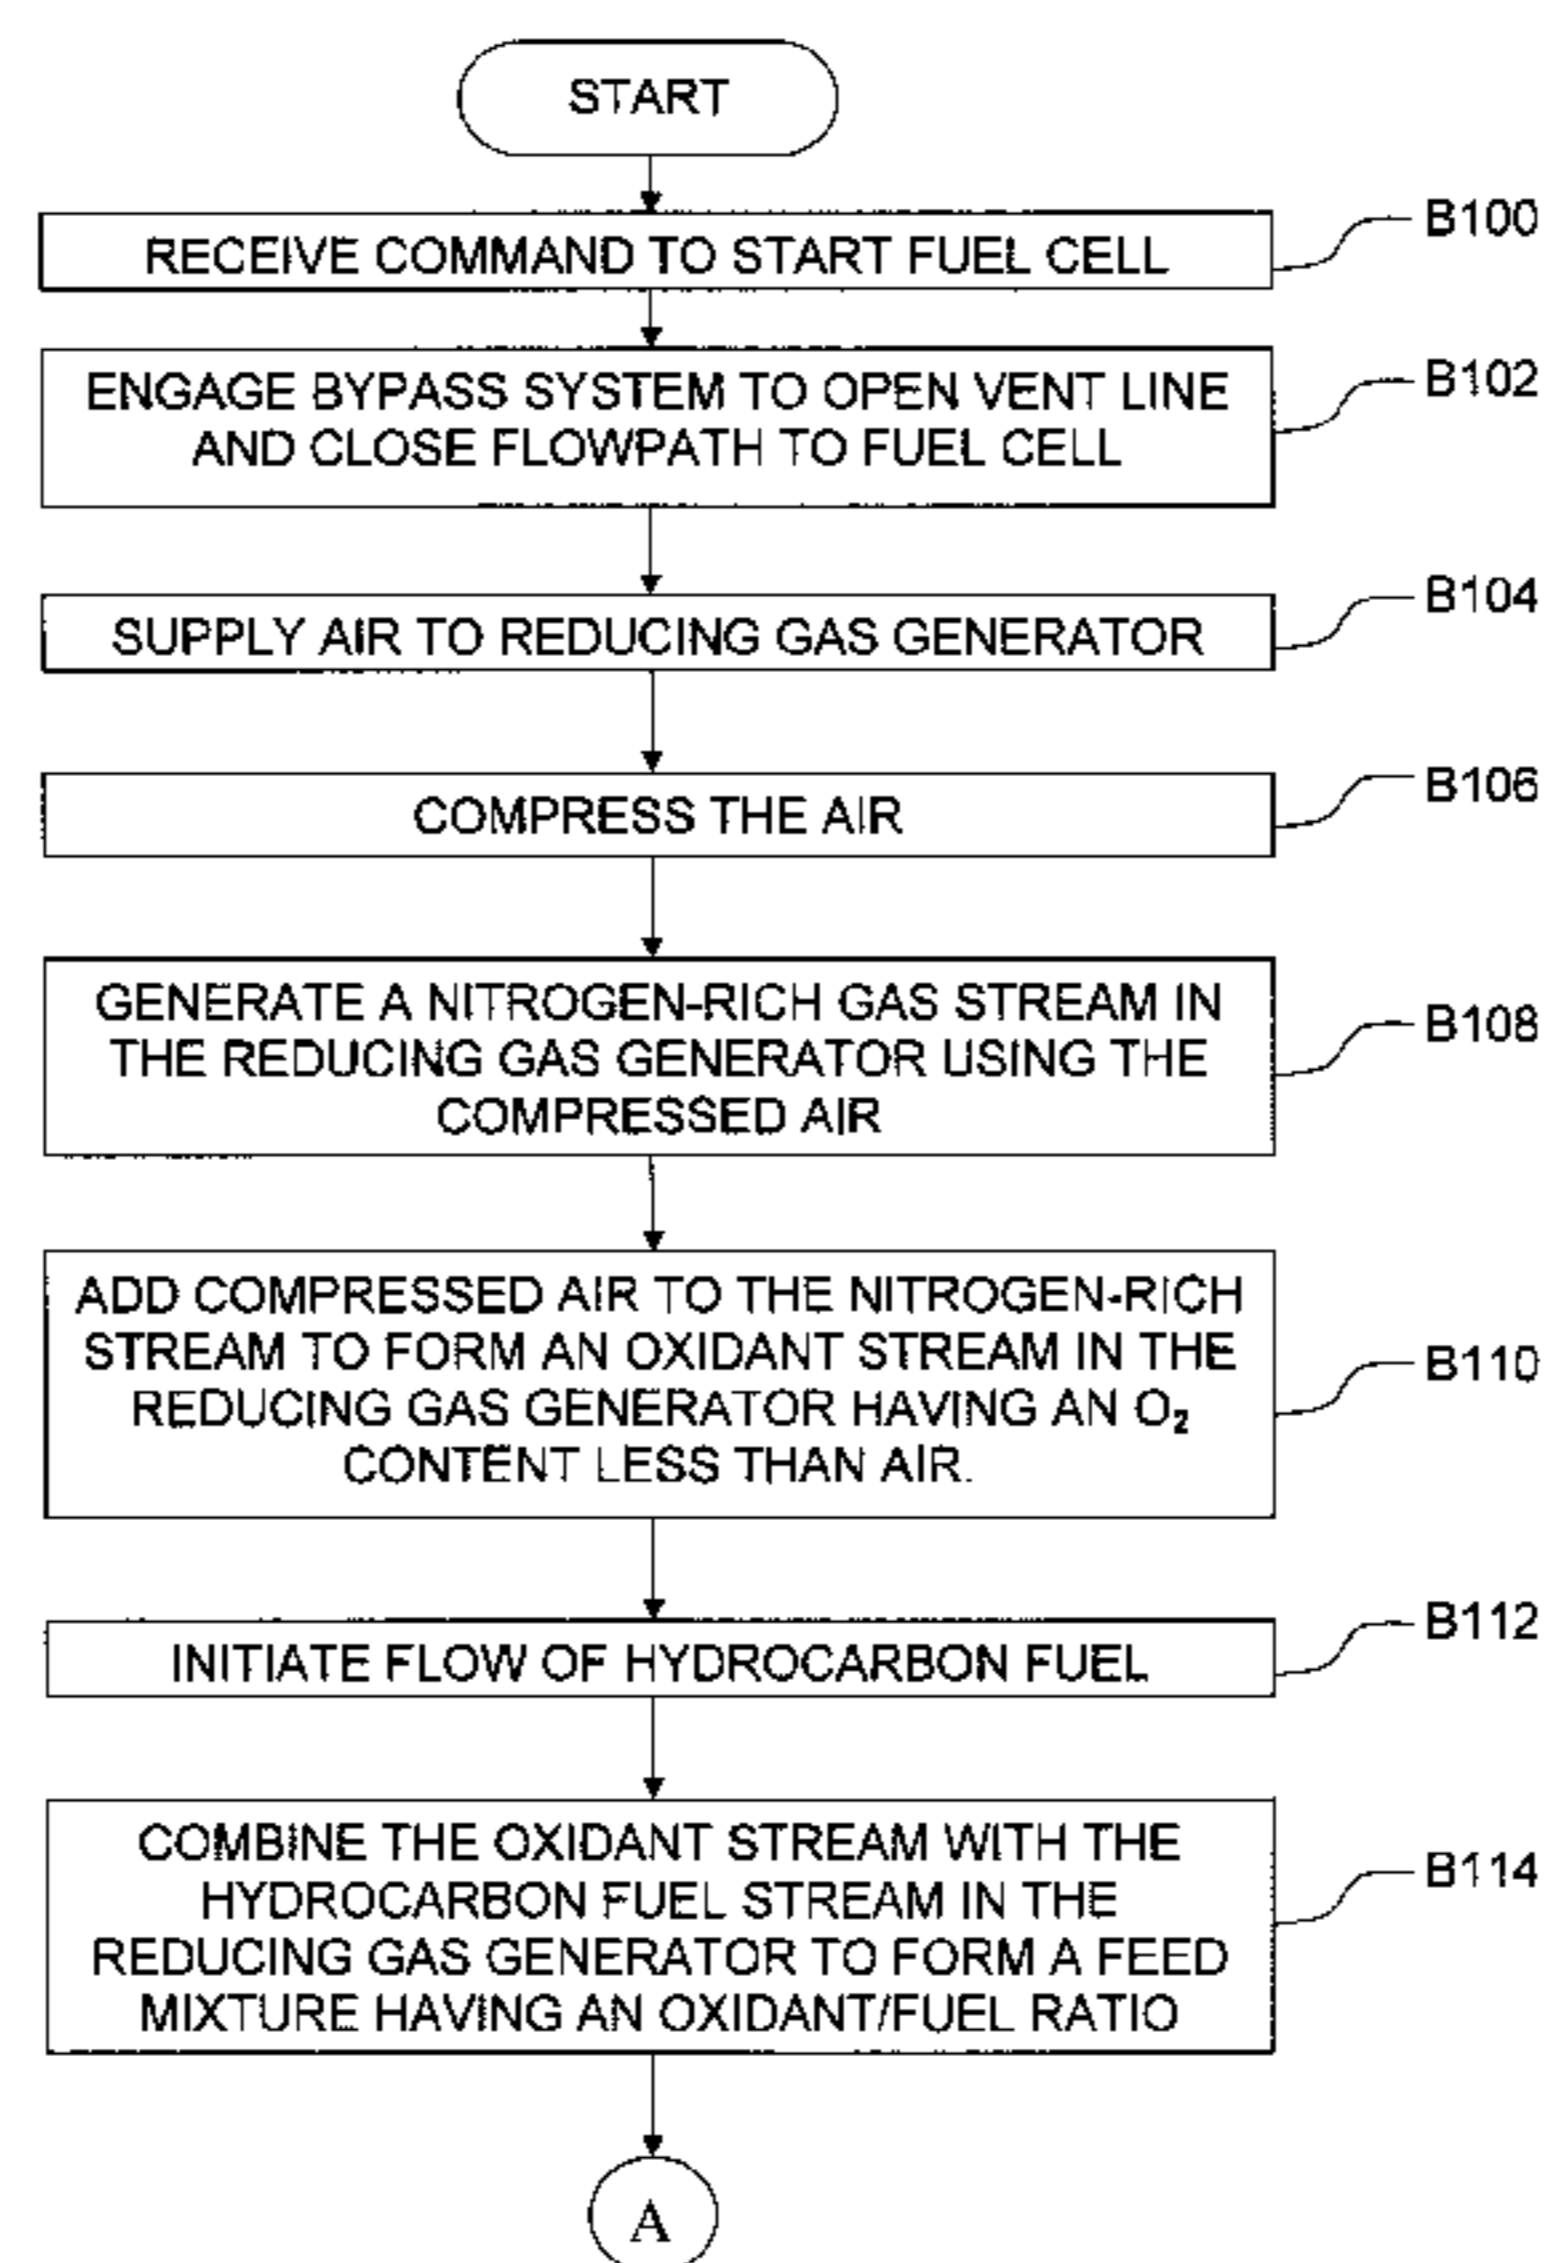 START
RECEIVE COMMAND TO START FUEL CELL
B100
ENGAGE BYPASS SYSTEM TO OPEN VENT LINE
AND CLOSE FLOWPATH TO FUEL CELL
B102
SUPPLY AIR TO REDUCING GAS GENERATOR
B104
COMPRESS THE AIR
B106
GENERATE A NITROGEN-RICH GAS STREAM IN
THE REDUCING GAS GENERATOR USING THE
COMPRESSED AIR
B108
ADD COMPRESSED AIR TO THE NITROGEN-RICH
STREAM TO FORM AN OXIDANT STREAM IN THE
REDUCING GAS GENERATOR HAVING AN O₂
CONTENT LESS THAN AIR.
B110
INITIATE FLOW OF HYDROCARBON FUEL
B112
COMBINE THE OXIDANT STREAM WITH THE
HYDROCARBON FUEL STREAM IN THE
REDUCING GAS GENERATOR TO FORM A FEED
MIXTURE HAVING AN OXIDANT/FUEL RATIO
B114
A